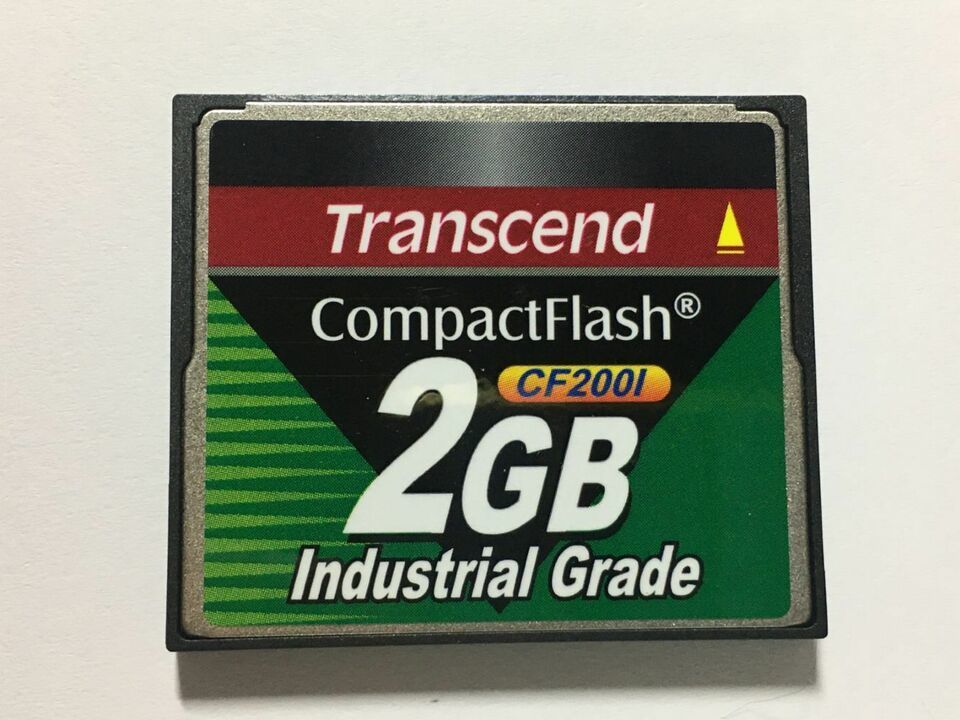 Transcend
CompactFlash®
CF200I
2GB
Industrial Grade